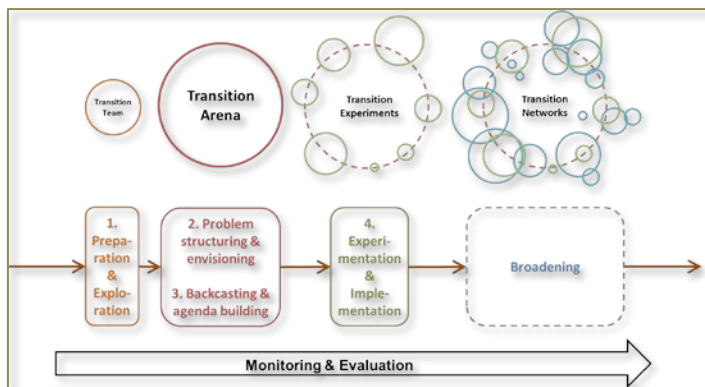 Transition
Team
Transition
Arena
Transition
Experiments
Transition
Networks
1.
Prepa-
ration
&
Explo-
ration
2. Problem
structuring &
envisioning
3. Backcasting &
agenda building
4.
Experi-
mentation
&
Imple-
mentation
Broadening
Monitoring & Evaluation